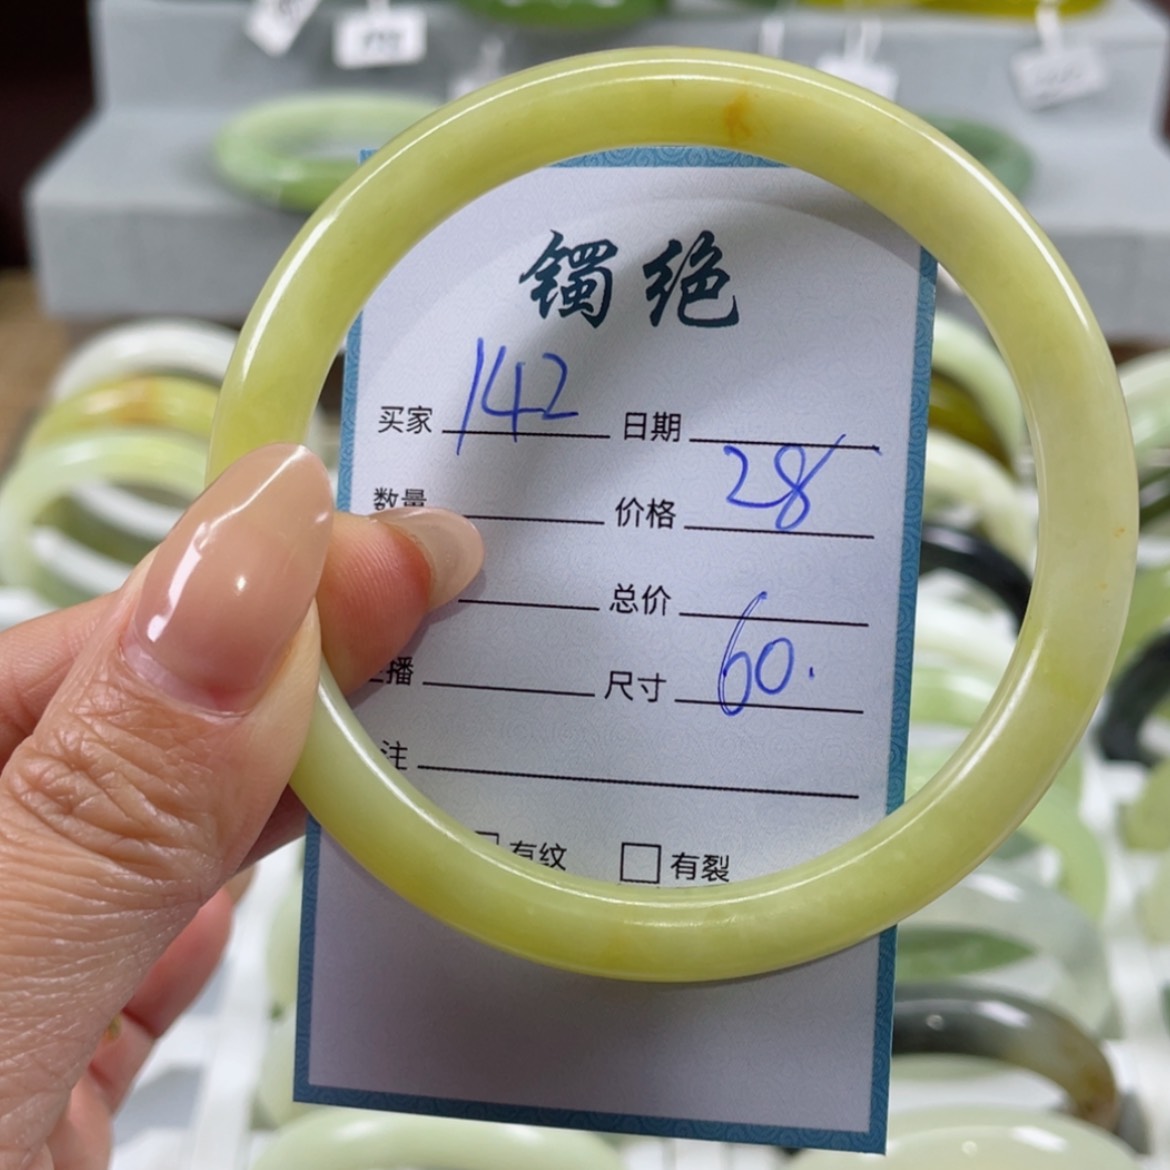 镯绝
买家 142 日期
数量 价格 28
总价
播 尺寸 60.
注
有纹 有裂